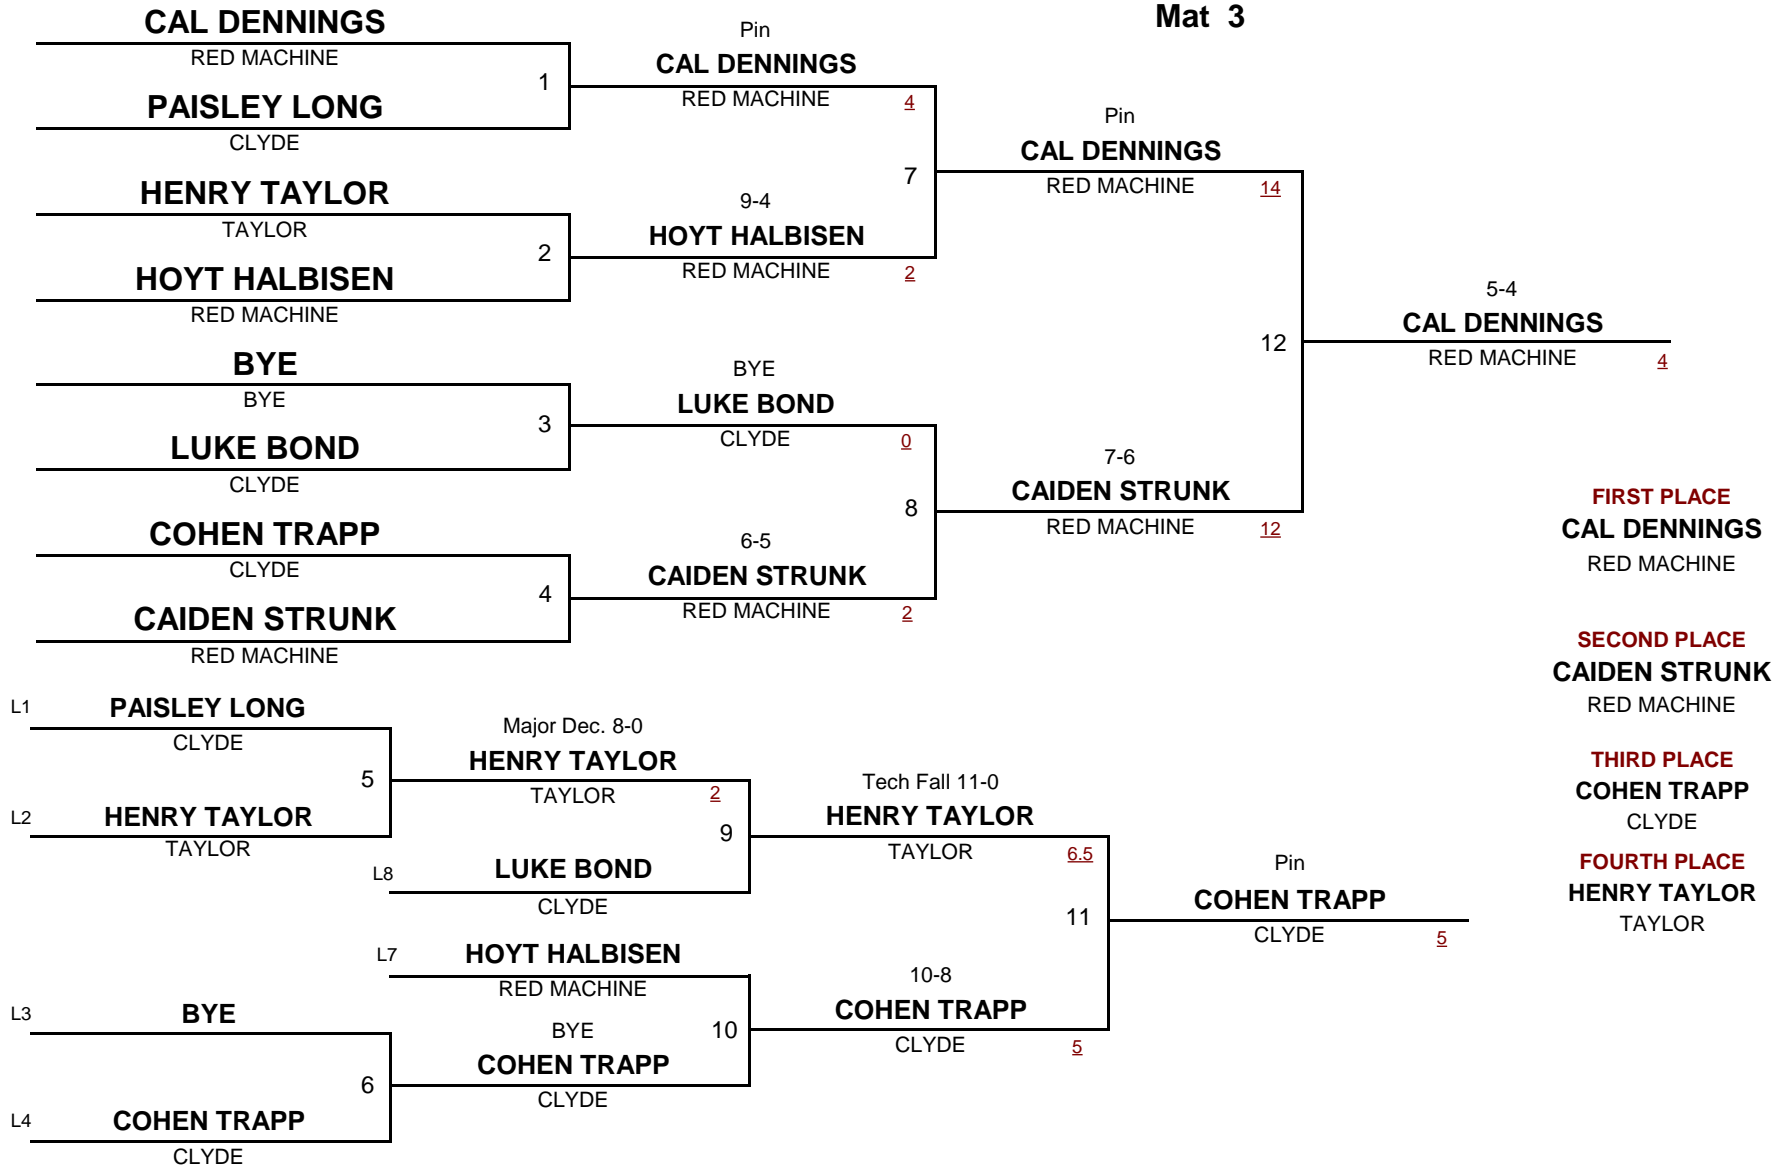 Mat 3
CAL DENNINGS
RED MACHINE
1
PAISLEY LONG
CLYDE
HENRY TAYLOR
TAYLOR
2
HOYT HALBISEN
RED MACHINE
BYE
BYE
3
LUKE BOND
CLYDE
COHEN TRAPP
CLYDE
4
CAIDEN STRUNK
RED MACHINE
Pin
CAL DENNINGS
RED MACHINE 4
7
9-4
HOYT HALBISEN
RED MACHINE 2
BYE
LUKE BOND
CLYDE 0
8
6-5
CAIDEN STRUNK
RED MACHINE 2
Pin
CAL DENNINGS
RED MACHINE 14
12
7-6
CAIDEN STRUNK
RED MACHINE 12
5-4
CAL DENNINGS
RED MACHINE 4
FIRST PLACE
CAL DENNINGS
RED MACHINE
SECOND PLACE
CAIDEN STRUNK
RED MACHINE
THIRD PLACE
COHEN TRAPP
CLYDE
FOURTH PLACE
HENRY TAYLOR
TAYLOR
L1 PAISLEY LONG
CLYDE
5
L2 HENRY TAYLOR
TAYLOR
L3 BYE
6
L4 COHEN TRAPP
CLYDE
Major Dec. 8-0
HENRY TAYLOR
TAYLOR 2
9
L8 LUKE BOND
CLYDE
L7 HOYT HALBISEN
RED MACHINE
10
BYE
COHEN TRAPP
CLYDE
Tech Fall 11-0
HENRY TAYLOR
TAYLOR 6.5
11
10-8
COHEN TRAPP
CLYDE 5
Pin
COHEN TRAPP
CLYDE 5